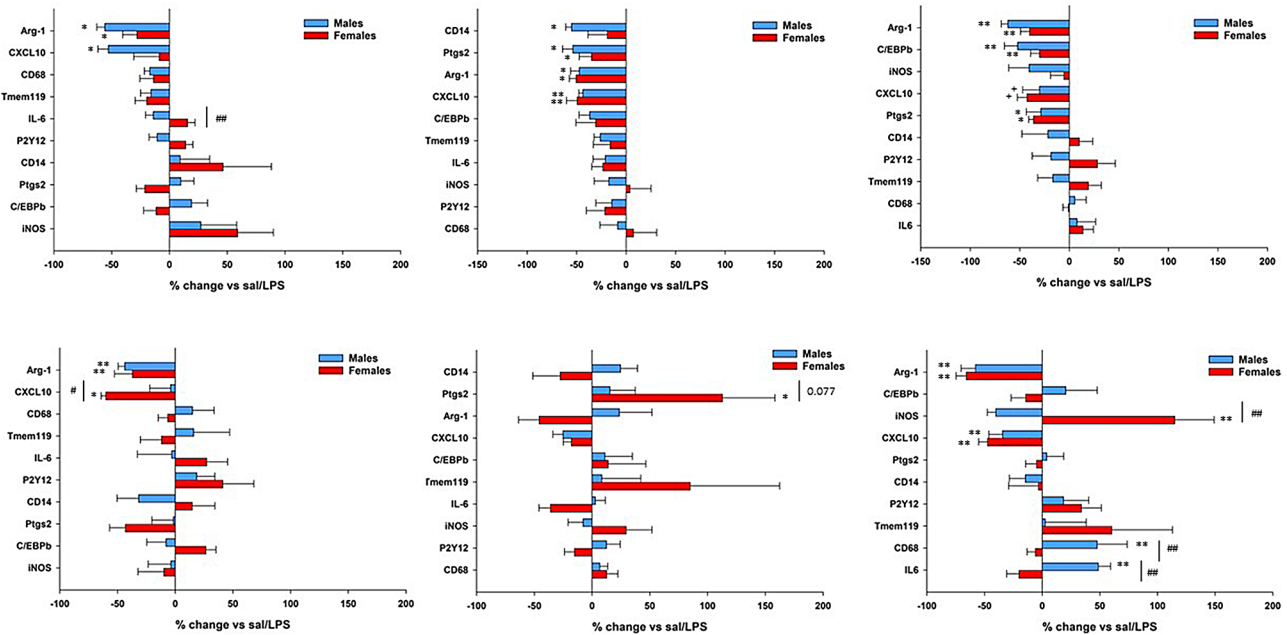 Males
Females
Arg-1
*
*
CXCL10
*
CD68
Tmem119
IL-6
##
P2Y12
CD14
Ptgs2
C/EBPb
iNOS
-100 -50 0 50 100 150 200
% change vs sal/LPS
Males
Females
CD14
*
Ptgs2
*
*
Arg-1
*
*
CXCL10
**
**
C/EBPb
Tmem119
IL-6
iNOS
P2Y12
CD68
-100 -50 0 50 100 150 200
% change vs sal/LPS
Males
Females
Arg-1
**
**
C/EBPb
**
**
iNOS
CXCL10
+
+
Ptgs2
*
*
CD14
P2Y12
Tmem119
CD68
IL6
-150 -100 -50 0 50 100 150 200
% change vs sal/LPS
Males
Females
Arg-1
**
**
CXCL10
#
*
CD68
Tmem119
IL-6
P2Y12
CD14
Ptgs2
C/EBPb
iNOS
-100 -50 0 50 100 150 200
% change vs sal/LPS
Males
Females
CD14
Ptgs2
*
0.077
Arg-1
CXCL10
C/EBPb
Tmem119
IL-6
iNOS
P2Y12
CD68
-100 -50 0 50 100 150 200
% change vs sal/LPS
Males
Females
Arg-1
**
**
C/EBPb
iNOS
**
##
CXCL10
**
**
Ptgs2
CD14
P2Y12
Tmem119
CD68
**
##
IL6
**
##
-100 -50 0 50 100 150 200
% change vs sal/LPS